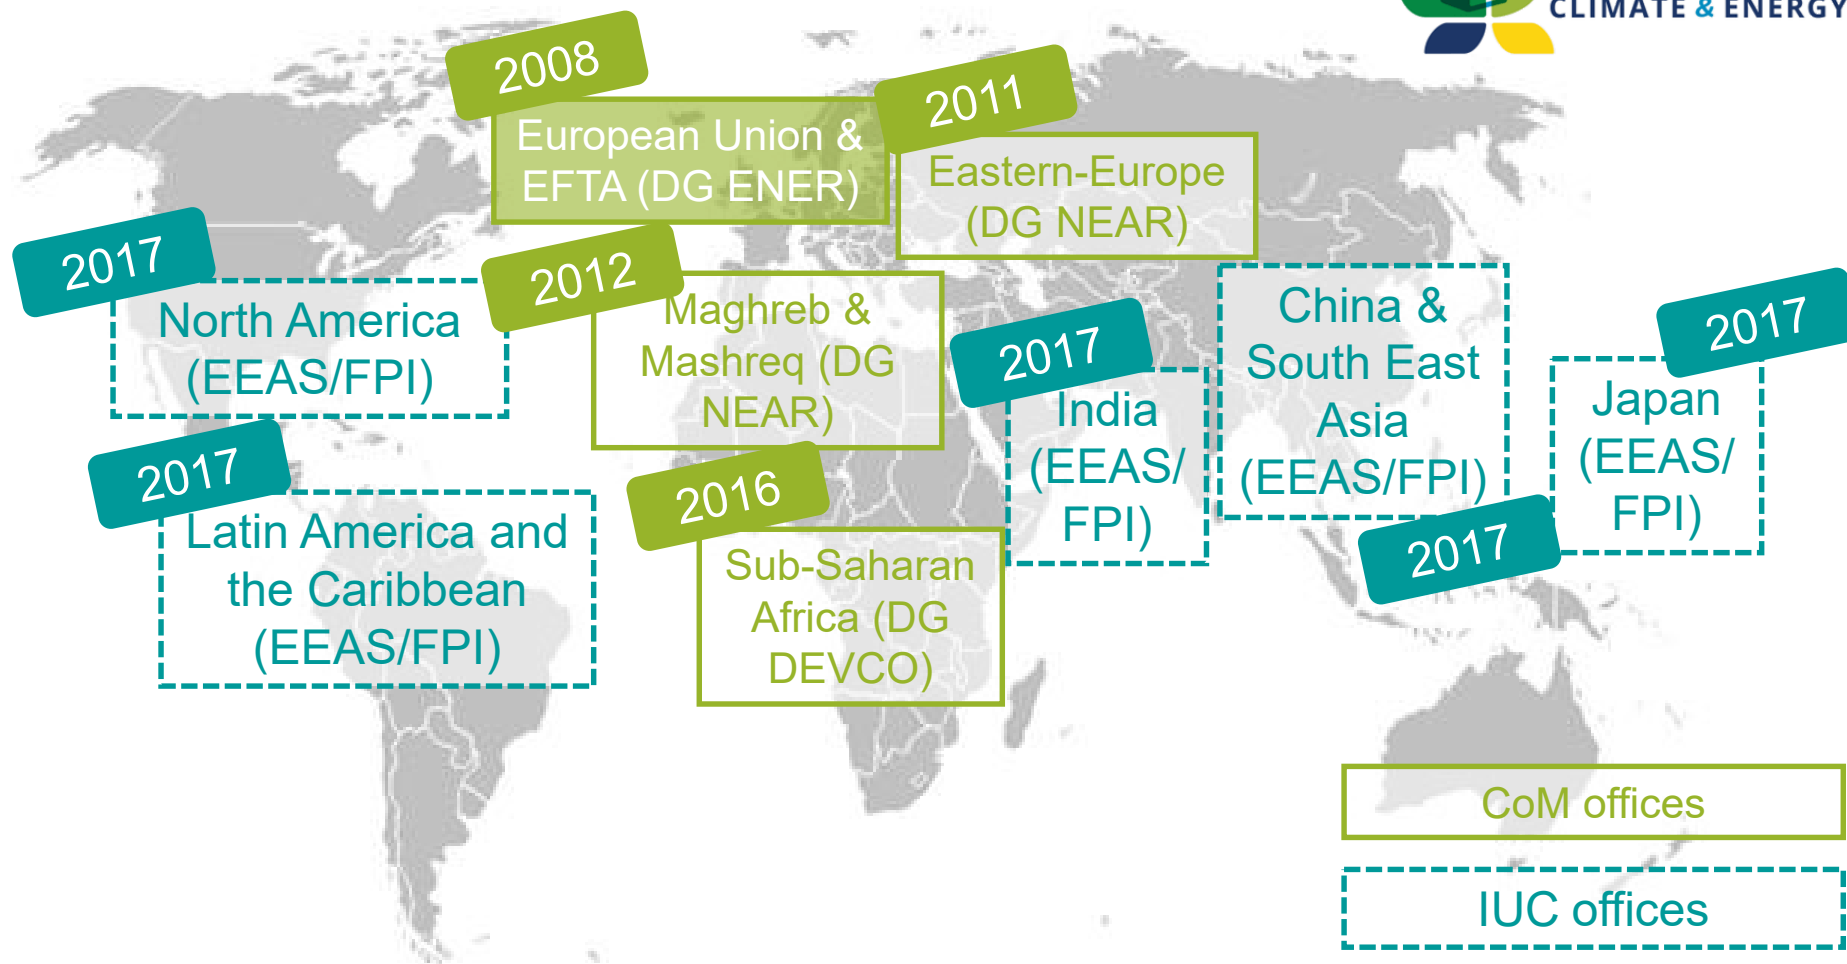 CLIMATE & ENERGY
2008
European Union &
EFTA (DG ENER)
2011
Eastern-Europe
(DG NEAR)
2017
North America
(EEAS/FPI)
2012
Maghreb &
Mashreq (DG
NEAR)
2017
India
(EEAS/
FPI)
China &
South East
Asia
(EEAS/FPI)
2017
2017
Japan
(EEAS/
FPI)
2017
Latin America and
the Caribbean
(EEAS/FPI)
2016
Sub-Saharan
Africa (DG
DEVCO)
CoM offices
IUC offices